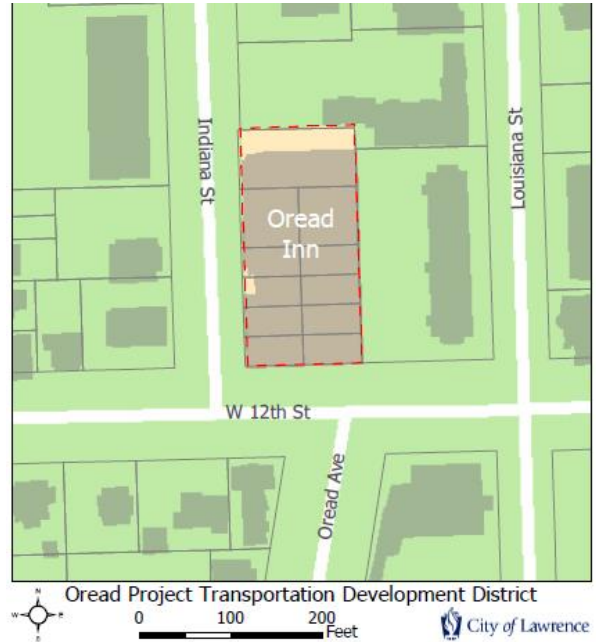 Indiana St
Louisiana St
Oread
Inn
W 12th St
Oread Ave
Oread Project Transportation Development District
N
W
E
S
0 100 200
Feet
City of Lawrence